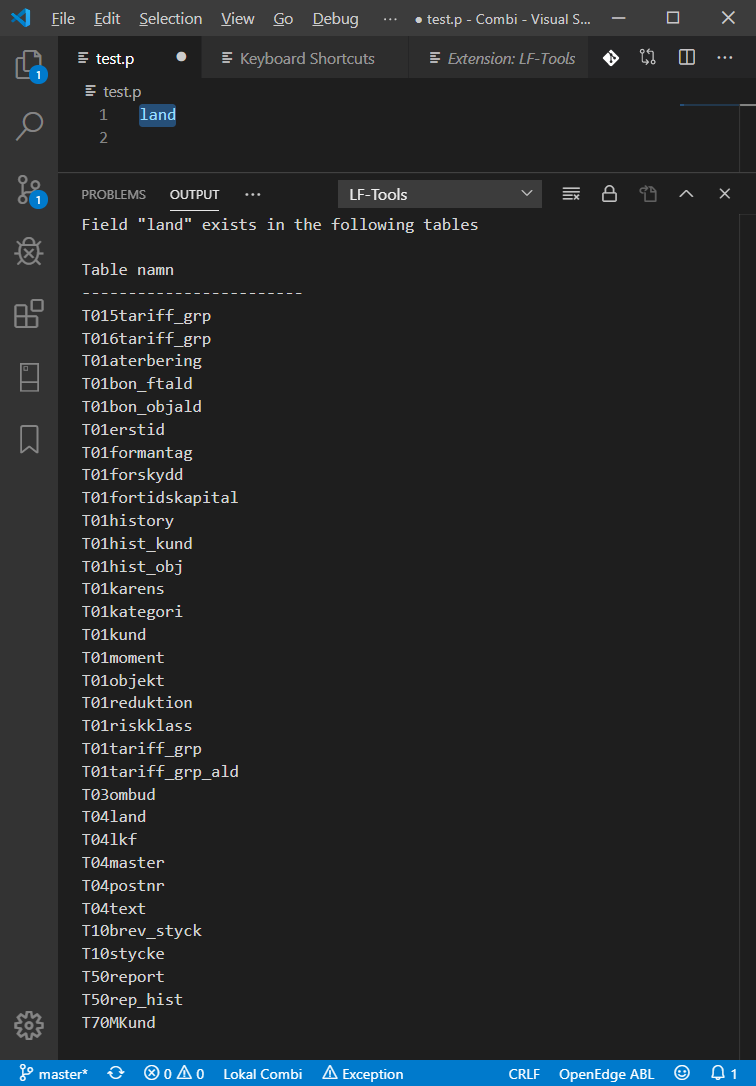 File Edit Selection View Go Debug ··· ● test.p - Combi - Visual S...
test.p ● Keyboard Shortcuts Extension: LF-Tools ···
test.p
1 land
2
PROBLEMS OUTPUT ··· LF-Tools
Field "land" exists in the following tables
Table namn
------------------------
T015tariff_grp
T016tariff_grp
T01aterbering
T01bon_ftald
T01bon_objald
T01erstid
T01formantag
T01forskydd
T01fortidskapital
T01history
T01hist_kund
T01hist_obj
T01karens
T01kategori
T01kund
T01moment
T01objekt
T01reduktion
T01riskklass
T01tariff_grp
T01tariff_grp_ald
T03ombud
T04land
T04lkf
T04master
T04postnr
T04text
T10brev_styck
T10stycke
T50report
T50rep_hist
T70MKund
1
1
master* 0 0 Lokal Combi Exception CRLF OpenEdge ABL 1